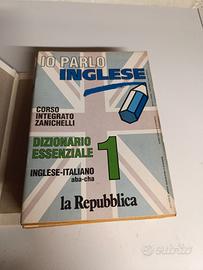 IO PARLO
INGLESE
CORSO
INTEGRATO
ZANICHELLI
DIZIONARIO
ESSENZIALE
1
INGLESE-ITALIANO
aba-cha
la Repubblica
subito